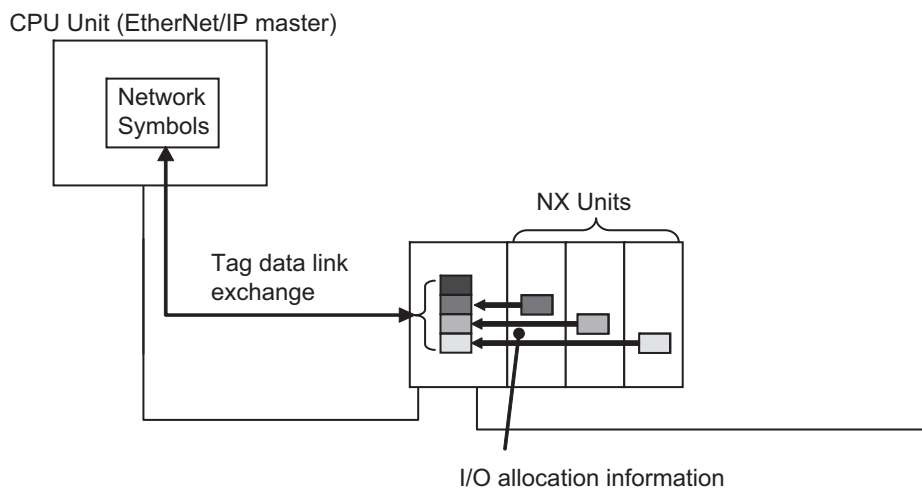 CPU Unit (EtherNet/IP master)
Network
Symbols
NX Units
Tag data link
exchange
I/O allocation information